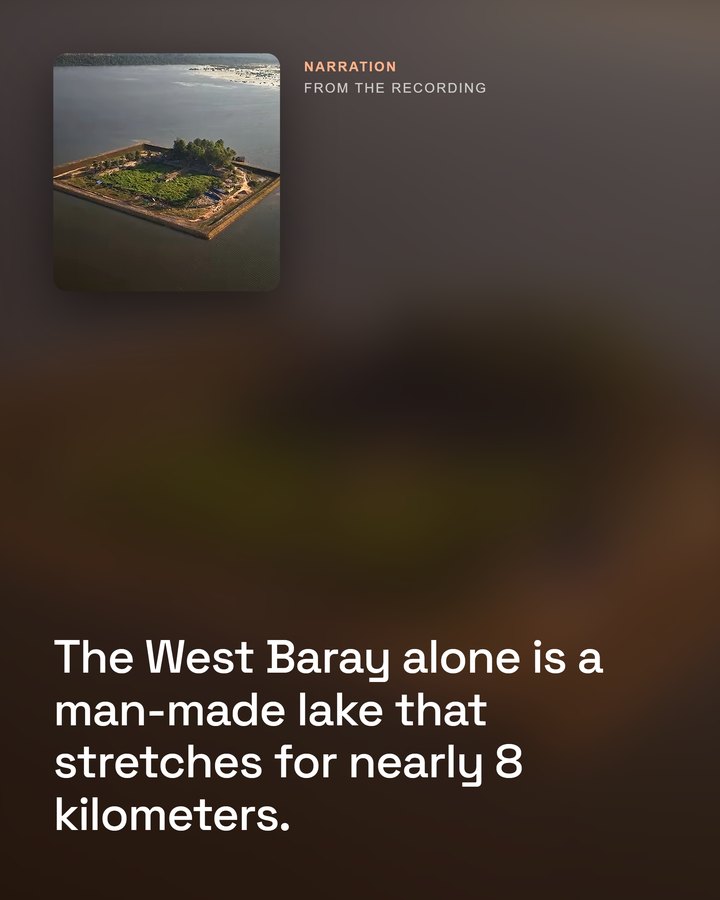 NARRATION
FROM THE RECORDING
The West Baray alone is a
man-made lake that
stretches for nearly 8
kilometers.